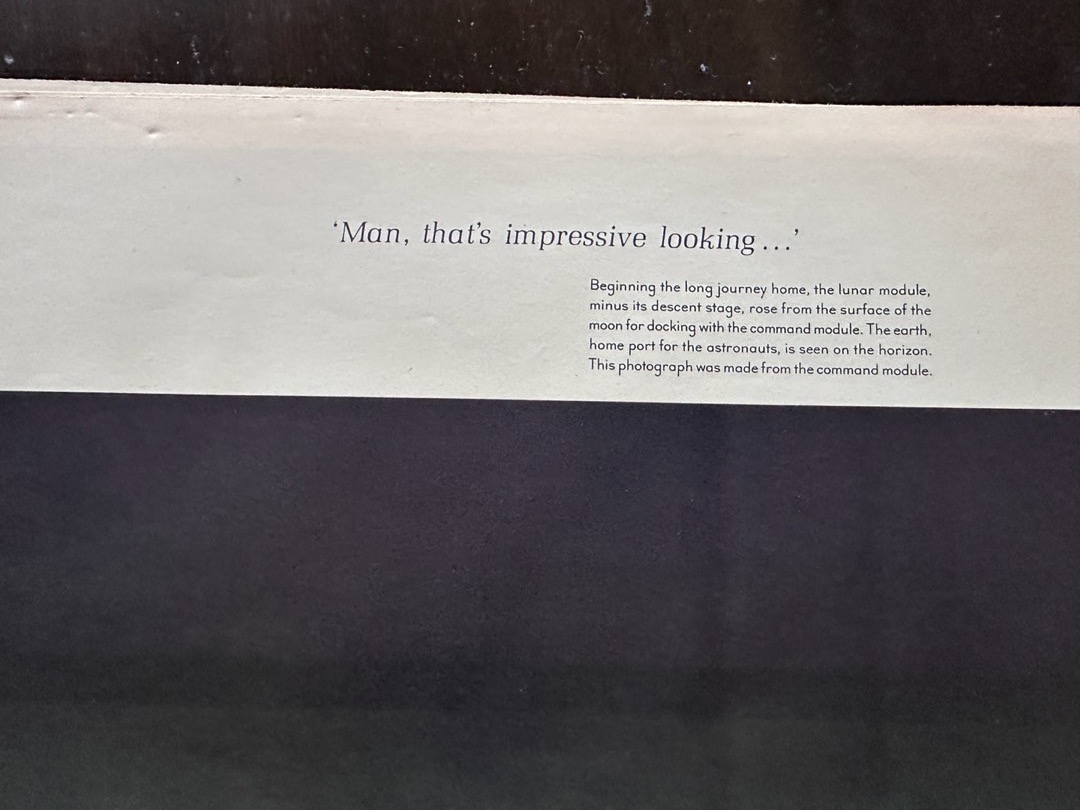 ‘Man, that’s impressive looking...’
Beginning the long journey home, the lunar module,
minus its descent stage, rose from the surface of the
moon for docking with the command module. The earth,
home port for the astronauts, is seen on the horizon.
This photograph was made from the command module.